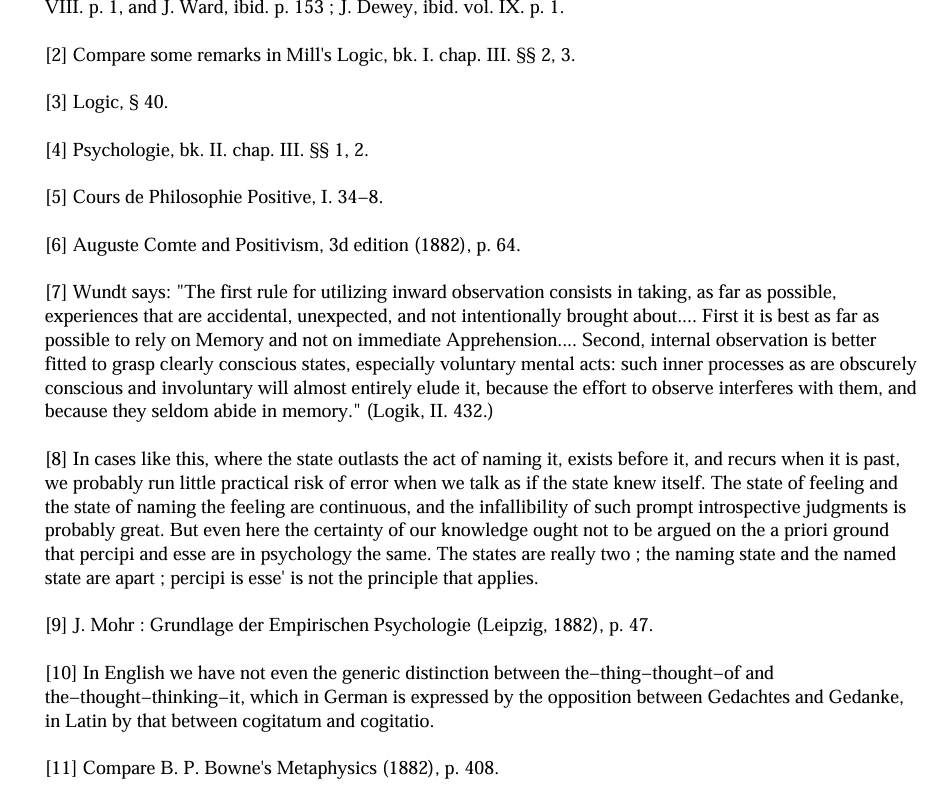 VIII. p. 1, and J. Ward, ibid. p. 153 ; J. Dewey, ibid. vol. IX. p. 1.
[2] Compare some remarks in Mill's Logic, bk. I. chap. III. §§ 2, 3.
[3] Logic, § 40.
[4] Psychologie, bk. II. chap. III. §§ 1, 2.
[5] Cours de Philosophie Positive, I. 34−8.
[6] Auguste Comte and Positivism, 3d edition (1882), p. 64.
[7] Wundt says: "The first rule for utilizing inward observation consists in taking, as far as possible,
experiences that are accidental, unexpected, and not intentionally brought about.... First it is best as far as
possible to rely on Memory and not on immediate Apprehension.... Second, internal observation is better
fitted to grasp clearly conscious states, especially voluntary mental acts: such inner processes as are obscurely
conscious and involuntary will almost entirely elude it, because the effort to observe interferes with them, and
because they seldom abide in memory." (Logik, II. 432.)
[8] In cases like this, where the state outlasts the act of naming it, exists before it, and recurs when it is past,
we probably run little practical risk of error when we talk as if the state knew itself. The state of feeling and
the state of naming the feeling are continuous, and the infallibility of such prompt introspective judgments is
probably great. But even here the certainty of our knowledge ought not to be argued on the a priori ground
that percipi and esse are in psychology the same. The states are really two ; the naming state and the named
state are apart ; percipi is esse' is not the principle that applies.
[9] J. Mohr : Grundlage der Empirischen Psychologie (Leipzig, 1882), p. 47.
[10] In English we have not even the generic distinction between the−thing−thought−of and
the−thought−thinking−it, which in German is expressed by the opposition between Gedachtes and Gedanke,
in Latin by that between cogitatum and cogitatio.
[11] Compare B. P. Bowne's Metaphysics (1882), p. 408.